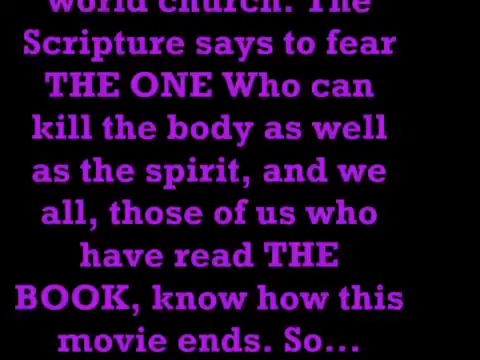 world church. The
Scripture says to fear
THE ONE Who can
kill the body as well
as the spirit, and we
all, those of us who
have read THE
BOOK, know how this
movie ends. So...